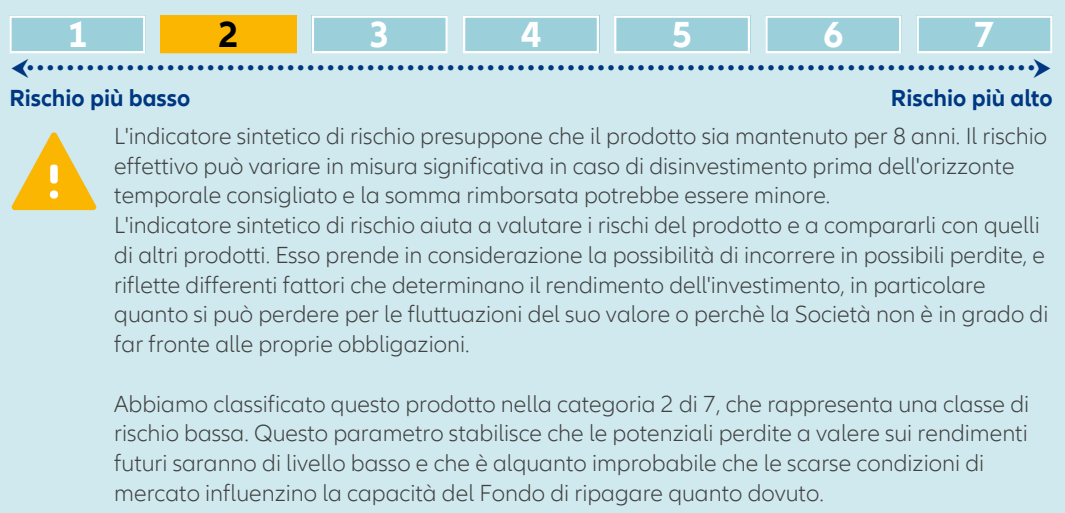 1 2 3 4 5 6 7
Rischio più basso Rischio più alto
L'indicatore sintetico di rischio presuppone che il prodotto sia mantenuto per 8 anni. Il rischio
effettivo può variare in misura significativa in caso di disinvestimento prima dell'orizzonte
temporale consigliato e la somma rimborsata potrebbe essere minore.
L'indicatore sintetico di rischio aiuta a valutare i rischi del prodotto e a compararli con quelli
di altri prodotti. Esso prende in considerazione la possibilità di incorrere in possibili perdite, e
riflette differenti fattori che determinano il rendimento dell'investimento, in particolare
quanto si può perdere per le fluttuazioni del suo valore o perchè la Società non è in grado di
far fronte alle proprie obbligazioni.
Abbiamo classificato questo prodotto nella categoria 2 di 7, che rappresenta una classe di
rischio bassa. Questo parametro stabilisce che le potenziali perdite a valere sui rendimenti
futuri saranno di livello basso e che è alquanto improbabile che le scarse condizioni di
mercato influenzino la capacità del Fondo di ripagare quanto dovuto.